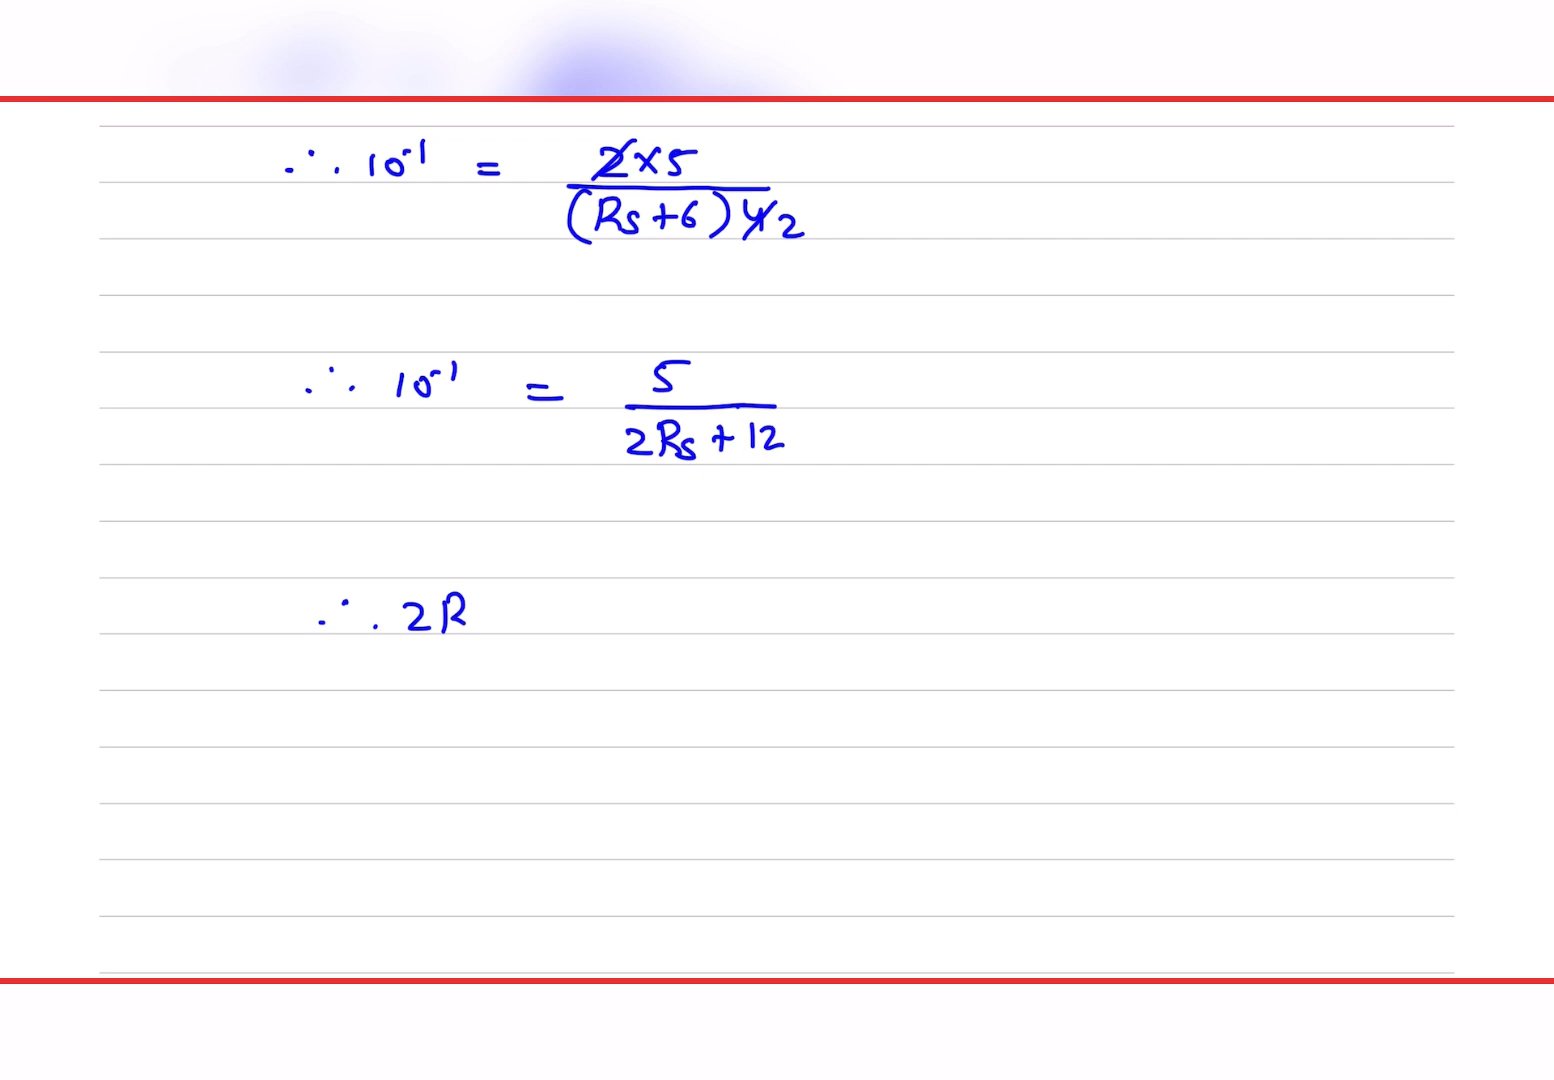 ∴ 10⁻¹ = 2×5
(Rs+6) 4 2
∴ 10⁻¹ = 5
2Rs + 12
∴ 2R